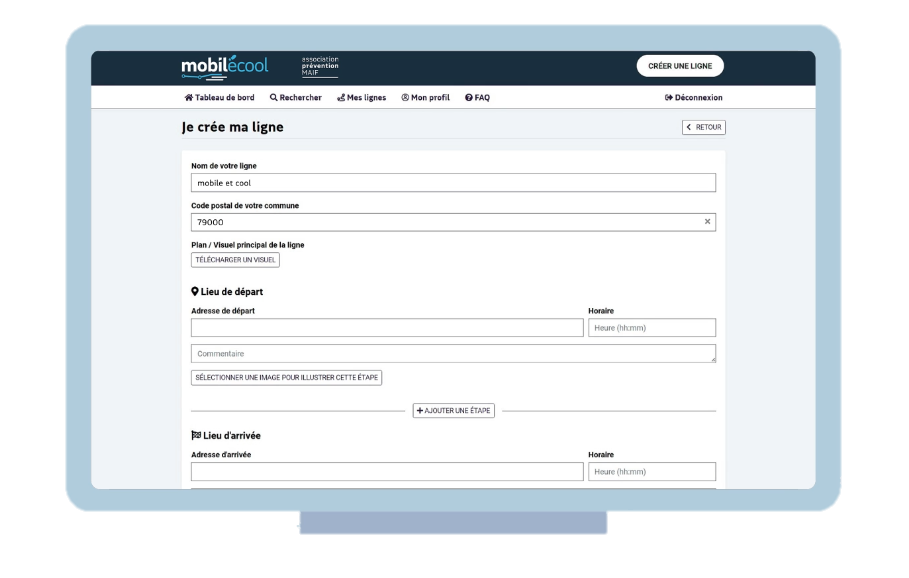 mobilécool
association
prévention
MAIF
CRÉER UNE LIGNE
Tableau de bord Rechercher Mes lignes Mon profil FAQ Déconnexion
Je crée ma ligne
RETOUR
Nom de votre ligne
mobile et cool
Code postal de votre commune
79000
Plan / Visuel principal de la ligne
TÉLÉCHARGER UN VISUEL
Lieu de départ
Adresse de départ Horaire
Heure (hh:mm)
Commentaire
SÉLECTIONNER UNE IMAGE POUR ILLUSTRER CETTE ÉTAPE
+ AJOUTER UNE ÉTAPE
Lieu d'arrivée
Adresse d'arrivée Horaire
Heure (hh:mm)